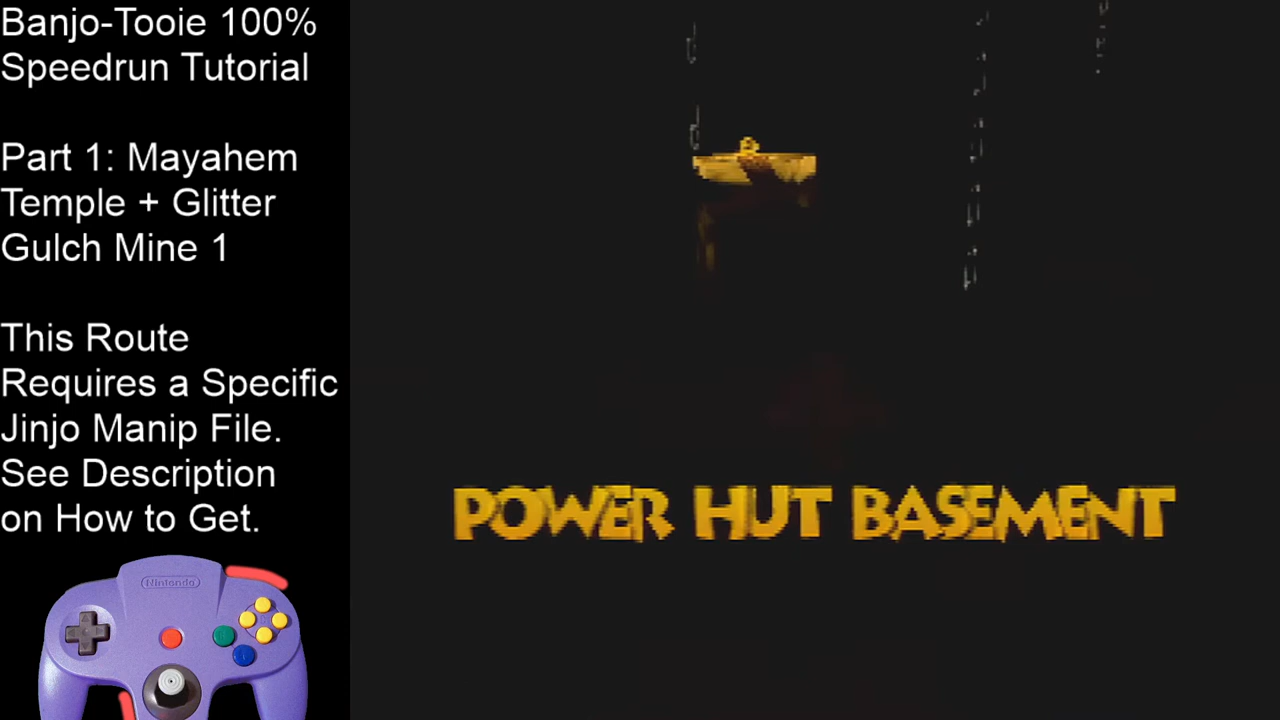 Banjo-Tooie 100%
Speedrun Tutorial
Part 1: Mayahem
Temple + Glitter
Gulch Mine 1
This Route
Requires a Specific
Jinjo Manip File.
See Description
on How to Get.
POWER HUT BASEMENT
Nintendo